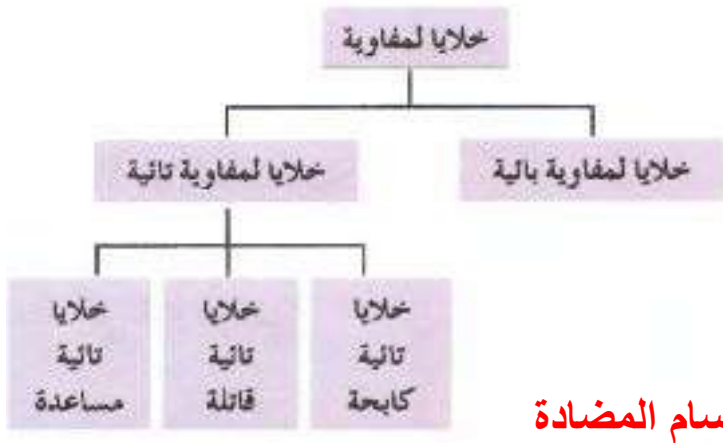 خلايا لمفاوية
خلايا لمفاوية بائية
خلايا لمفاوية تائية
خلايا
تائية
كابحة
خلايا
تائية
قاتلة
خلايا
تائية
مساعدة
سام المضادة